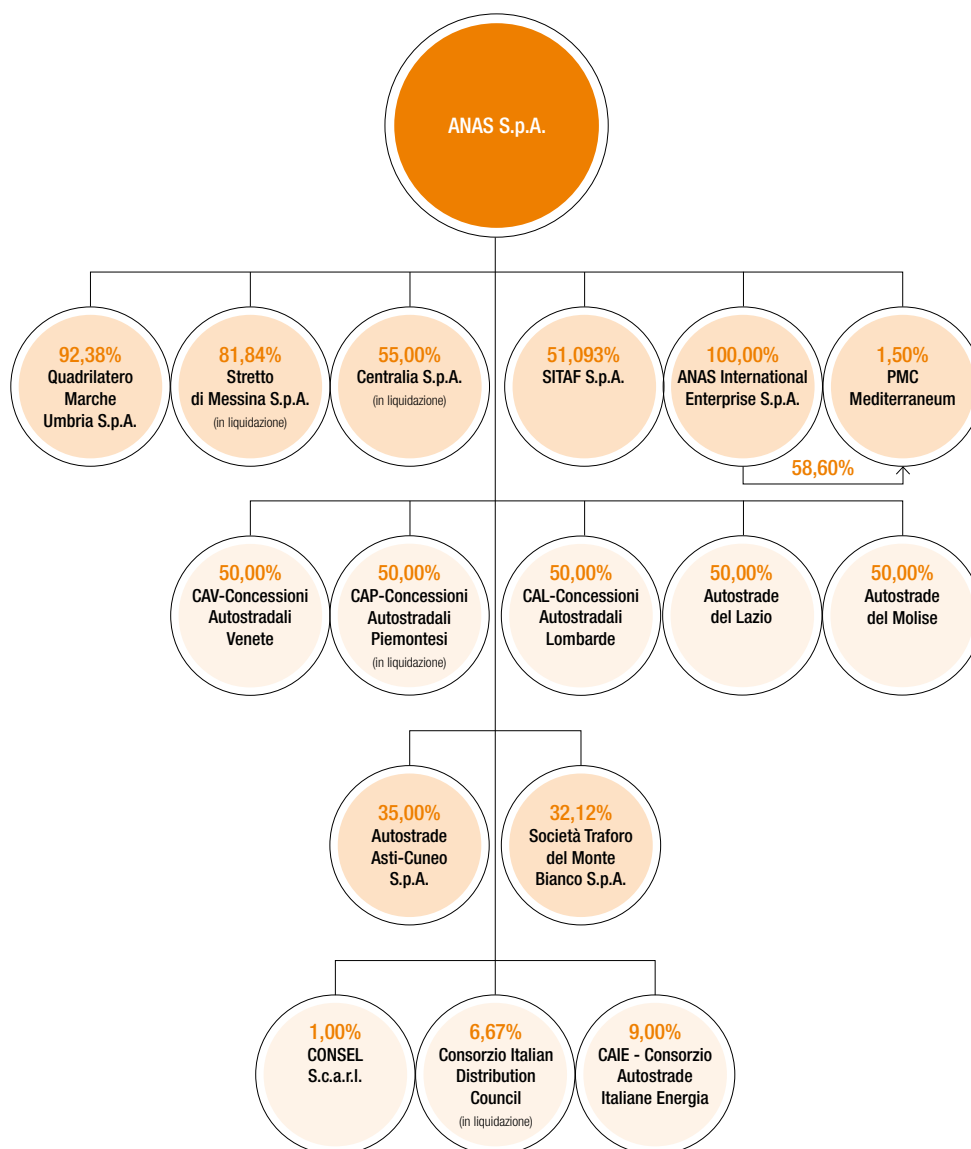 ANAS S.p.A.
92,38%
Quadrilatero
Marche
Umbria S.p.A.
81,84%
Stretto
di Messina S.p.A.
(in liquidazione)
55,00%
Centralia S.p.A.
(in liquidazione)
51,093%
SITAF S.p.A.
100,00%
ANAS International
Enterprise S.p.A.
1,50%
PMC
Mediterraneum
58,60%
50,00%
CAV-Concessioni
Autostradali
Venete
50,00%
CAP-Concessioni
Autostradali
Piemontesi
(in liquidazione)
50,00%
CAL-Concessioni
Autostradali
Lombarde
50,00%
Autostrade
del Lazio
50,00%
Autostrade
del Molise
35,00%
Autostrade
Asti-Cuneo
S.p.A.
32,12%
Società Traforo
del Monte
Bianco S.p.A.
1,00%
CONSEL
S.c.a.r.l.
6,67%
Consorzio Italian
Distribution
Council
(in liquidazione)
9,00%
CAIE - Consorzio
Autostrade
Italiane Energia